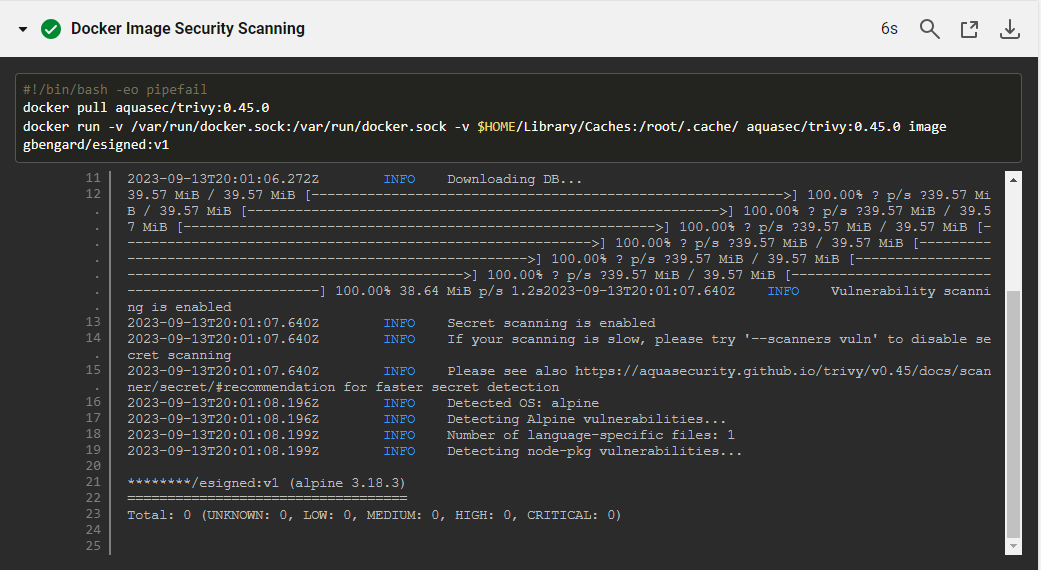 Docker Image Security Scanning
6s
#!/bin/bash -eo pipefail
docker pull aquasec/trivy:0.45.0
docker run -v /var/run/docker.sock:/var/run/docker.sock -v $HOME/Library/Caches:/root/.cache/ aquasec/trivy:0.45.0 image
gbengard/esigned:v1
11 2023-09-13T20:01:06.272Z INFO Downloading DB...
12 39.57 MiB / 39.57 MiB [----------------------------------------------------------->] 100.00% ? p/s ?39.57 Mi
. B / 39.57 MiB [----------------------------------------------------------->] 100.00% ? p/s ?39.57 MiB / 39.5
. 7 MiB [----------------------------------------------------------->] 100.00% ? p/s ?39.57 MiB / 39.57 MiB [-
. ---------------------------------------------------------->] 100.00% ? p/s ?39.57 MiB / 39.57 MiB [---------
. -------------------------------------------------->] 100.00% ? p/s ?39.57 MiB / 39.57 MiB [-----------------
. ------------------------------------------>] 100.00% ? p/s ?39.57 MiB / 39.57 MiB [-------------------------
. ------------------------] 100.00% 38.64 MiB p/s 1.2s2023-09-13T20:01:07.640Z INFO Vulnerability scanni
. ng is enabled
13 2023-09-13T20:01:07.640Z INFO Secret scanning is enabled
14 2023-09-13T20:01:07.640Z INFO If your scanning is slow, please try '--scanners vuln' to disable se
. cret scanning
15 2023-09-13T20:01:07.640Z INFO Please see also https://aquasecurity.github.io/trivy/v0.45/docs/scan
. ner/secret/#recommendation for faster secret detection
16 2023-09-13T20:01:08.196Z INFO Detected OS: alpine
17 2023-09-13T20:01:08.196Z INFO Detecting Alpine vulnerabilities...
18 2023-09-13T20:01:08.199Z INFO Number of language-specific files: 1
19 2023-09-13T20:01:08.199Z INFO Detecting node-pkg vulnerabilities...
20
21 ********/esigned:v1 (alpine 3.18.3)
22 ===================================
23 Total: 0 (UNKNOWN: 0, LOW: 0, MEDIUM: 0, HIGH: 0, CRITICAL: 0)
24
25